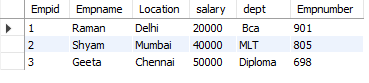 Empid Empname Location salary dept Empnumber
1 Raman Delhi 20000 Bca 901
2 Shyam Mumbai 40000 MLT 805
3 Geeta Chennai 50000 Diploma 698